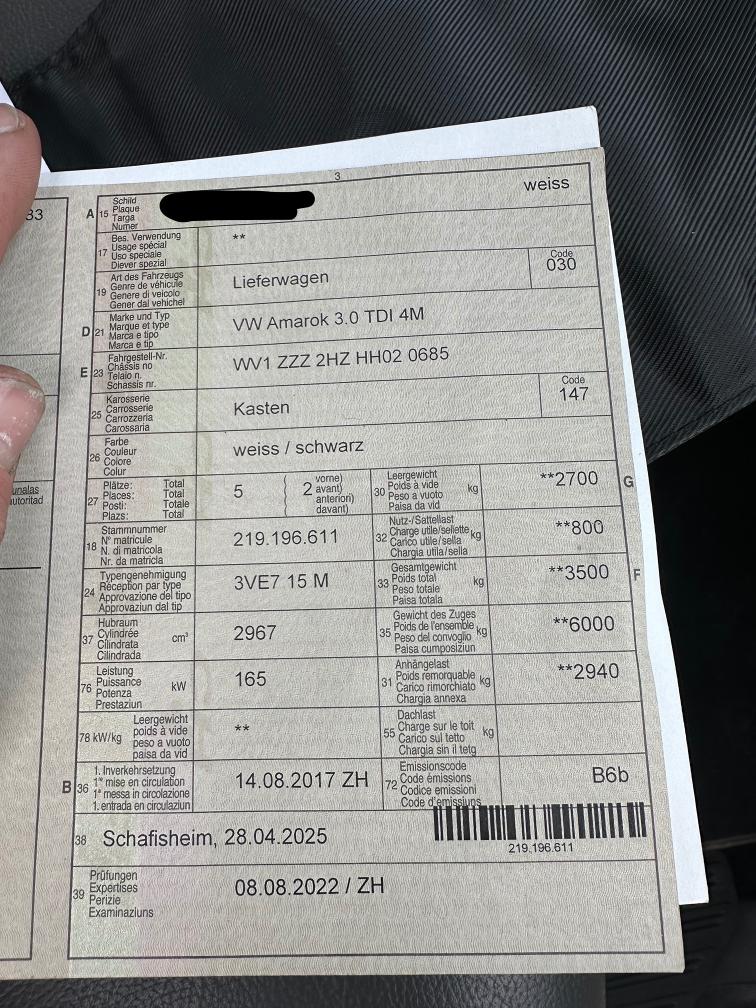 3
33
A 15 Schild
Plaque
Targa
Numer
weiss
17 Bes. Verwendung
Usage spécial
Uso speciale
Diever spezial
**
19 Art des Fahrzeugs
Genre de véhicule
Genere di veicolo
Gener dal vehichel
Lieferwagen
Code
030
D 21 Marke und Typ
Marque et type
Marca e tipo
Marca e tip
VW Amarok 3.0 TDI 4M
E 23 Fahrgestell-Nr.
Châssis no
Telaio n.
Schassis nr.
WV1 ZZZ 2HZ HH02 0685
25 Karosserie
Carrosserie
Carrozzeria
Carossaria
Kasten
Code
147
26 Farbe
Couleur
Colore
Colur
weiss / schwarz
27 Plätze: Total
Places: Total
Posti: Totale
Plazs: Total
5
2 vorne)
avant)
anteriori)
davant)
30 Leergewicht
Poids à vide
Peso a vuoto
Paisa da vid
kg
**2700
G
18 Stammnummer
N° matricule
N. di matricola
Nr. da matricla
219.196.611
32 Nutz-/Sattellast
Charge utile/sellette
Carico utile/sella
Chargia utila/sella
kg
**800
24 Typengenehmigung
Réception par type
Approvazione del tipo
Approvaziun dal tip
3VE7 15 M
33 Gesamtgewicht
Poids total
Peso totale
Paisa totala
kg
**3500
F
37 Hubraum
Cylindrée
Cilindrata
Cilindrada
cm³
2967
35 Gewicht des Zuges
Poids de l'ensemble
Peso del convoglio
Paisa cumposiziun
kg
**6000
76 Leistung
Puissance
Potenza
Prestaziun
kW
165
31 Anhängelast
Poids remorquable
Carico rimorchiato
Chargia annexa
kg
**2940
78 kW/kg
Leergewicht
poids à vide
peso a vuoto
paisa da vid
**
55 Dachlast
Charge sur le toit
Carico sul tetto
Chargia sin il tetg
kg
B 36 1. Inverkehrsetzung
1re mise en circulation
1a messa in circolazione
1. entrada en circulaziun
14.08.2017 ZH
72 Emissionscode
Code émissions
Codice emissioni
Code d'emissiuns
B6b
38 Schafisheim, 28.04.2025
219.196.611
39 Prüfungen
Expertises
Perizie
Examinaziuns
08.08.2022 / ZH